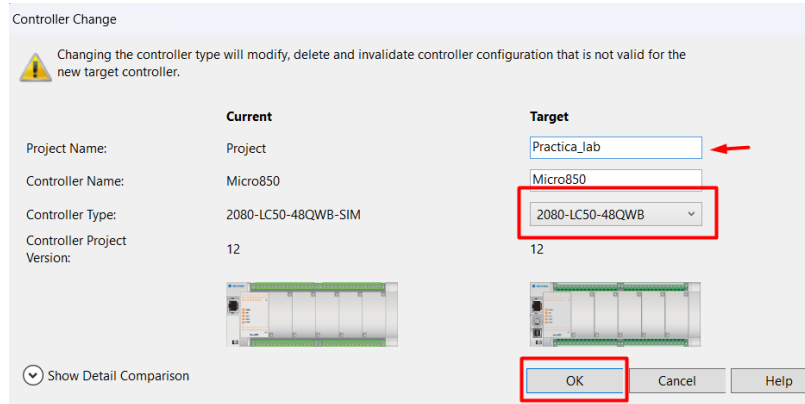 Controller Change
Changing the controller type will modify, delete and invalidate controller configuration that is not valid for the
new target controller.
Current Target
Project Name: Project Practica_lab
Controller Name: Micro850 Micro850
Controller Type: 2080-LC50-48QWB-SIM 2080-LC50-48QWB
Controller Project
Version: 12 12
Show Detail Comparison OK Cancel Help